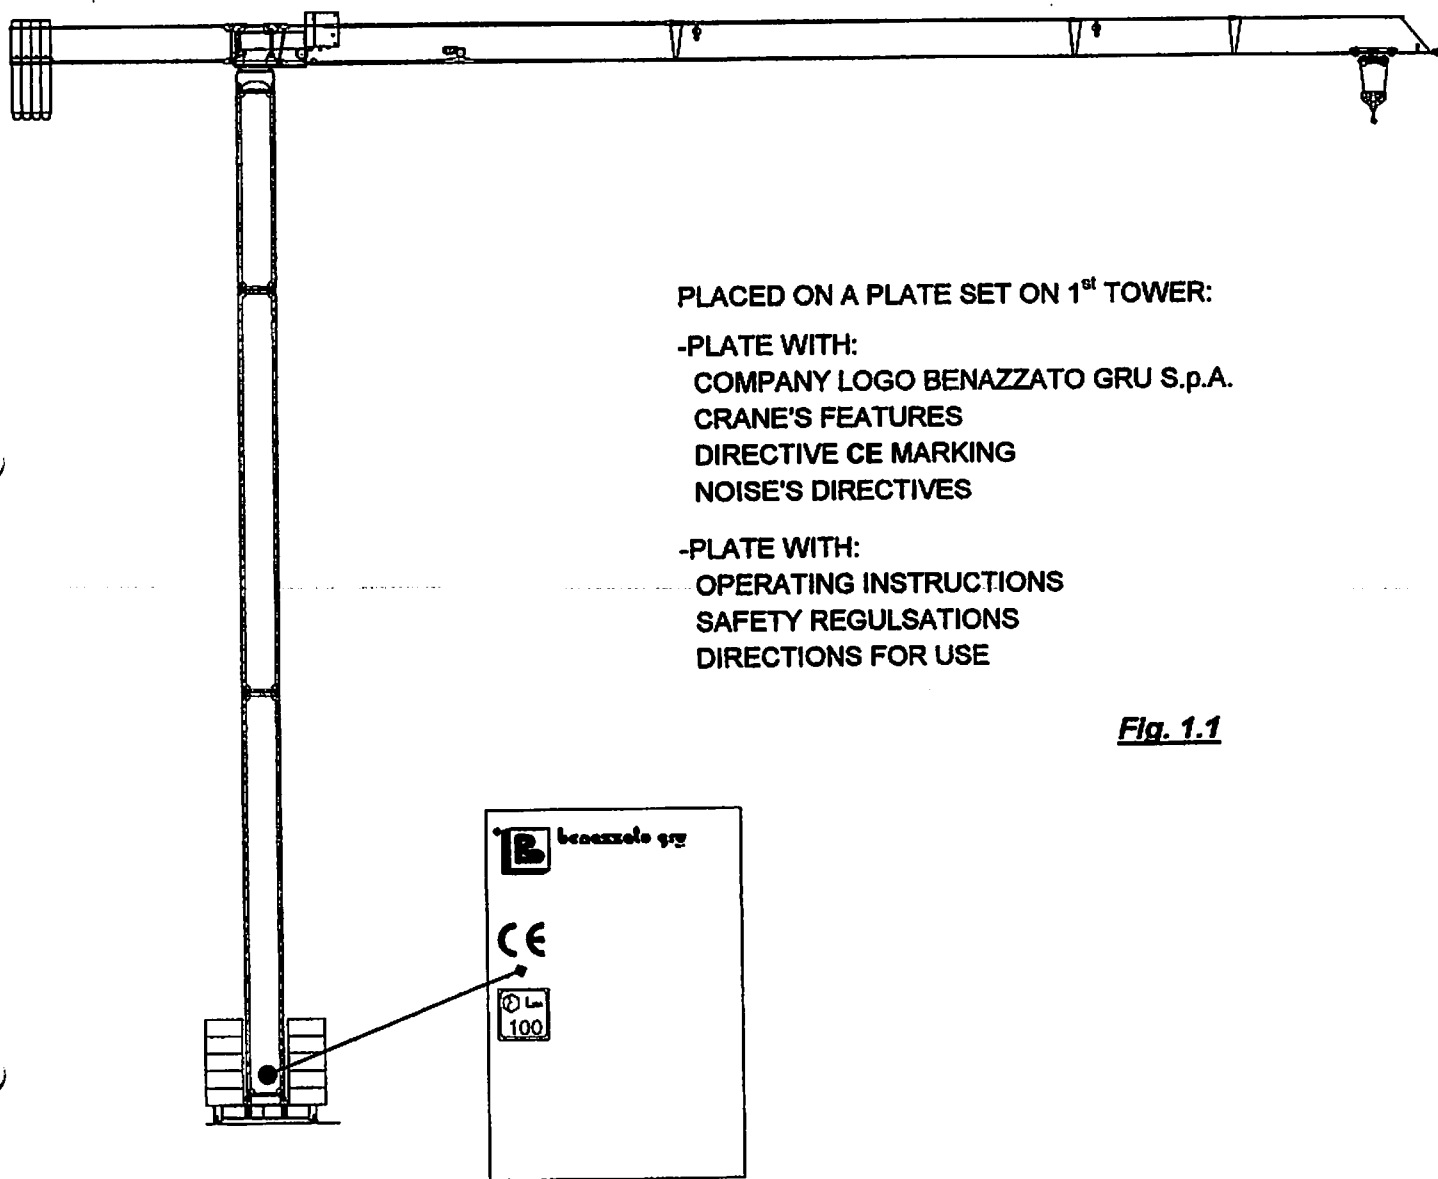 PLACED ON A PLATE SET ON 1st TOWER:
-PLATE WITH:
COMPANY LOGO BENAZZATO GRU S.p.A.
CRANE'S FEATURES
DIRECTIVE CE MARKING
NOISE'S DIRECTIVES
-PLATE WITH:
OPERATING INSTRUCTIONS
SAFETY REGULSATIONS
DIRECTIONS FOR USE
Fig. 1.1
benazzato gru
CE
100